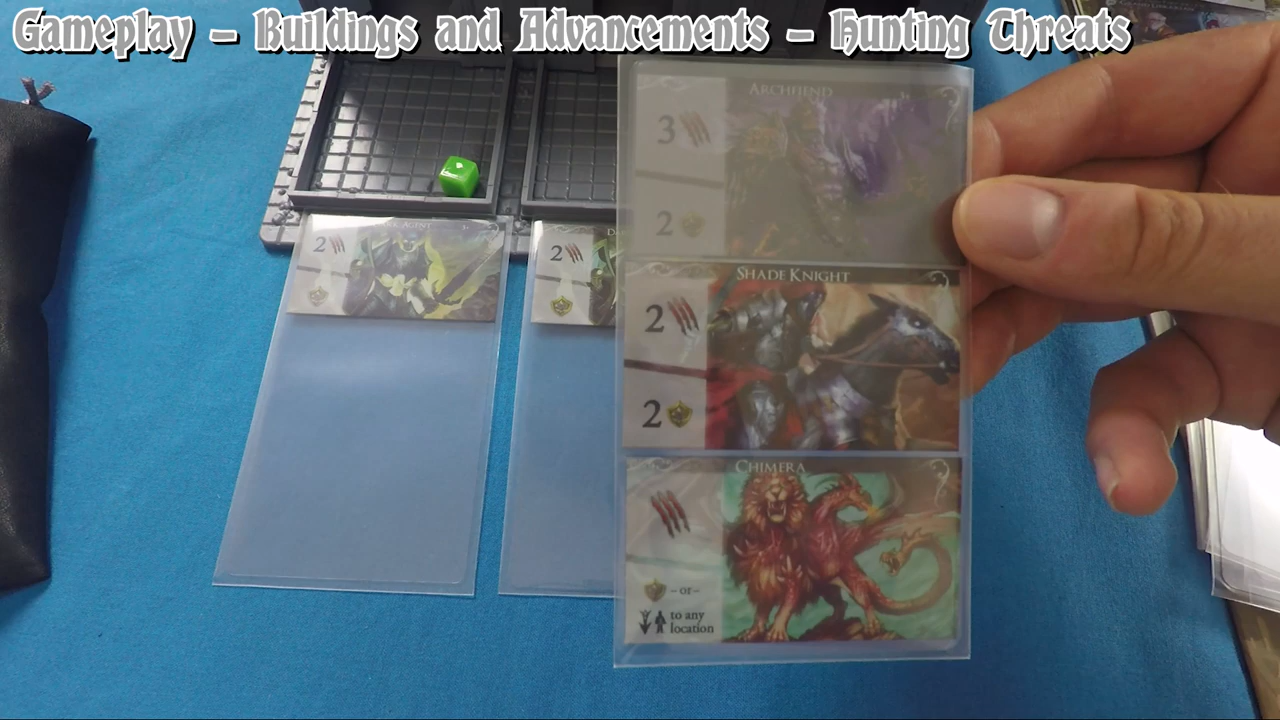 Gameplay – Buildings and Advancements – Hunting Threats
Archfiend
3
2
Agent
2
2
Shade Knight
2
2
Chimera
–or–
to any
location